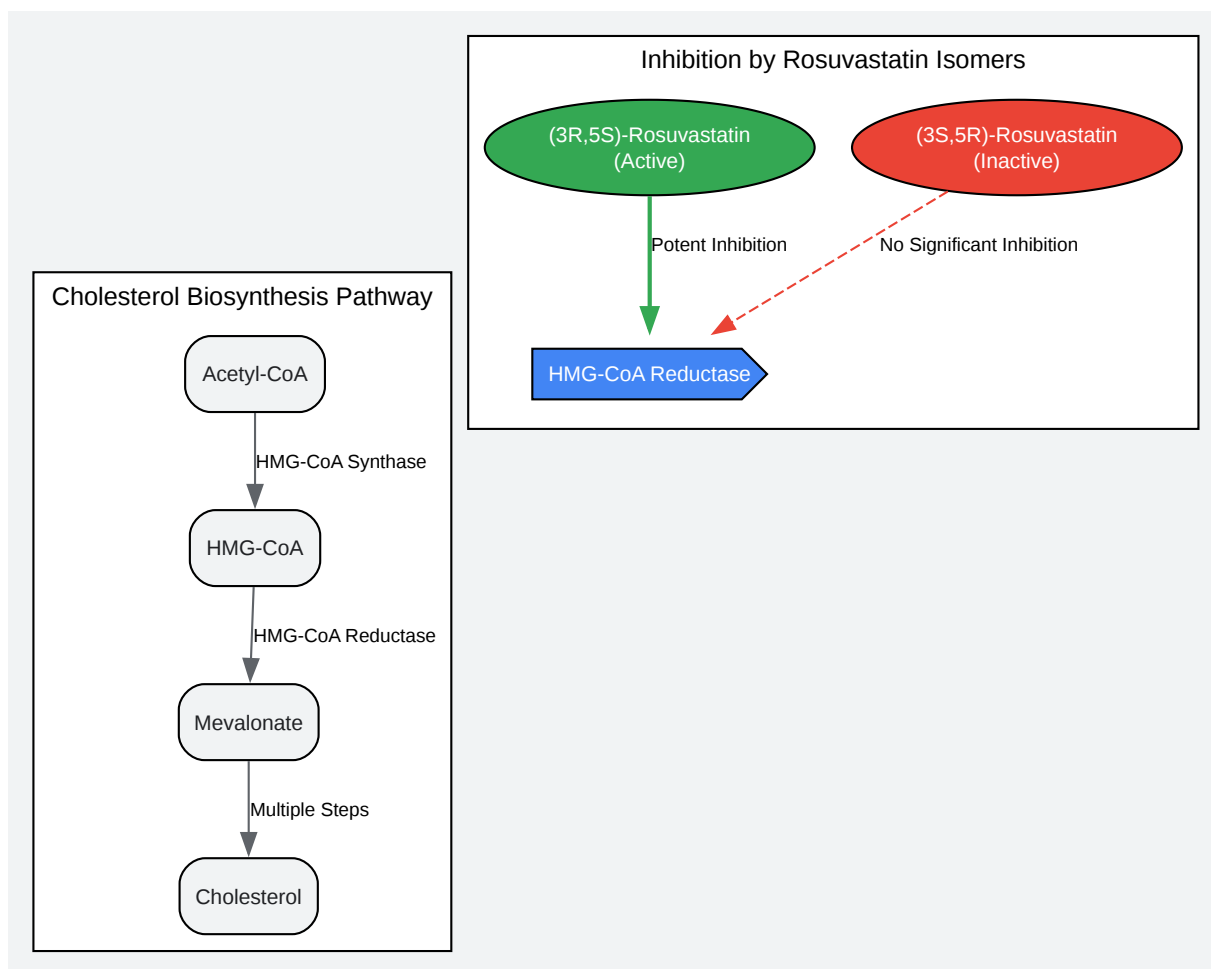 Inhibition by Rosuvastatin Isomers
(3R,5S)-Rosuvastatin
(Active)
(3S,5R)-Rosuvastatin
(Inactive)
Potent Inhibition
No Significant Inhibition
HMG-CoA Reductase
Cholesterol Biosynthesis Pathway
Acetyl-CoA
HMG-CoA Synthase
HMG-CoA
HMG-CoA Reductase
Mevalonate
Multiple Steps
Cholesterol